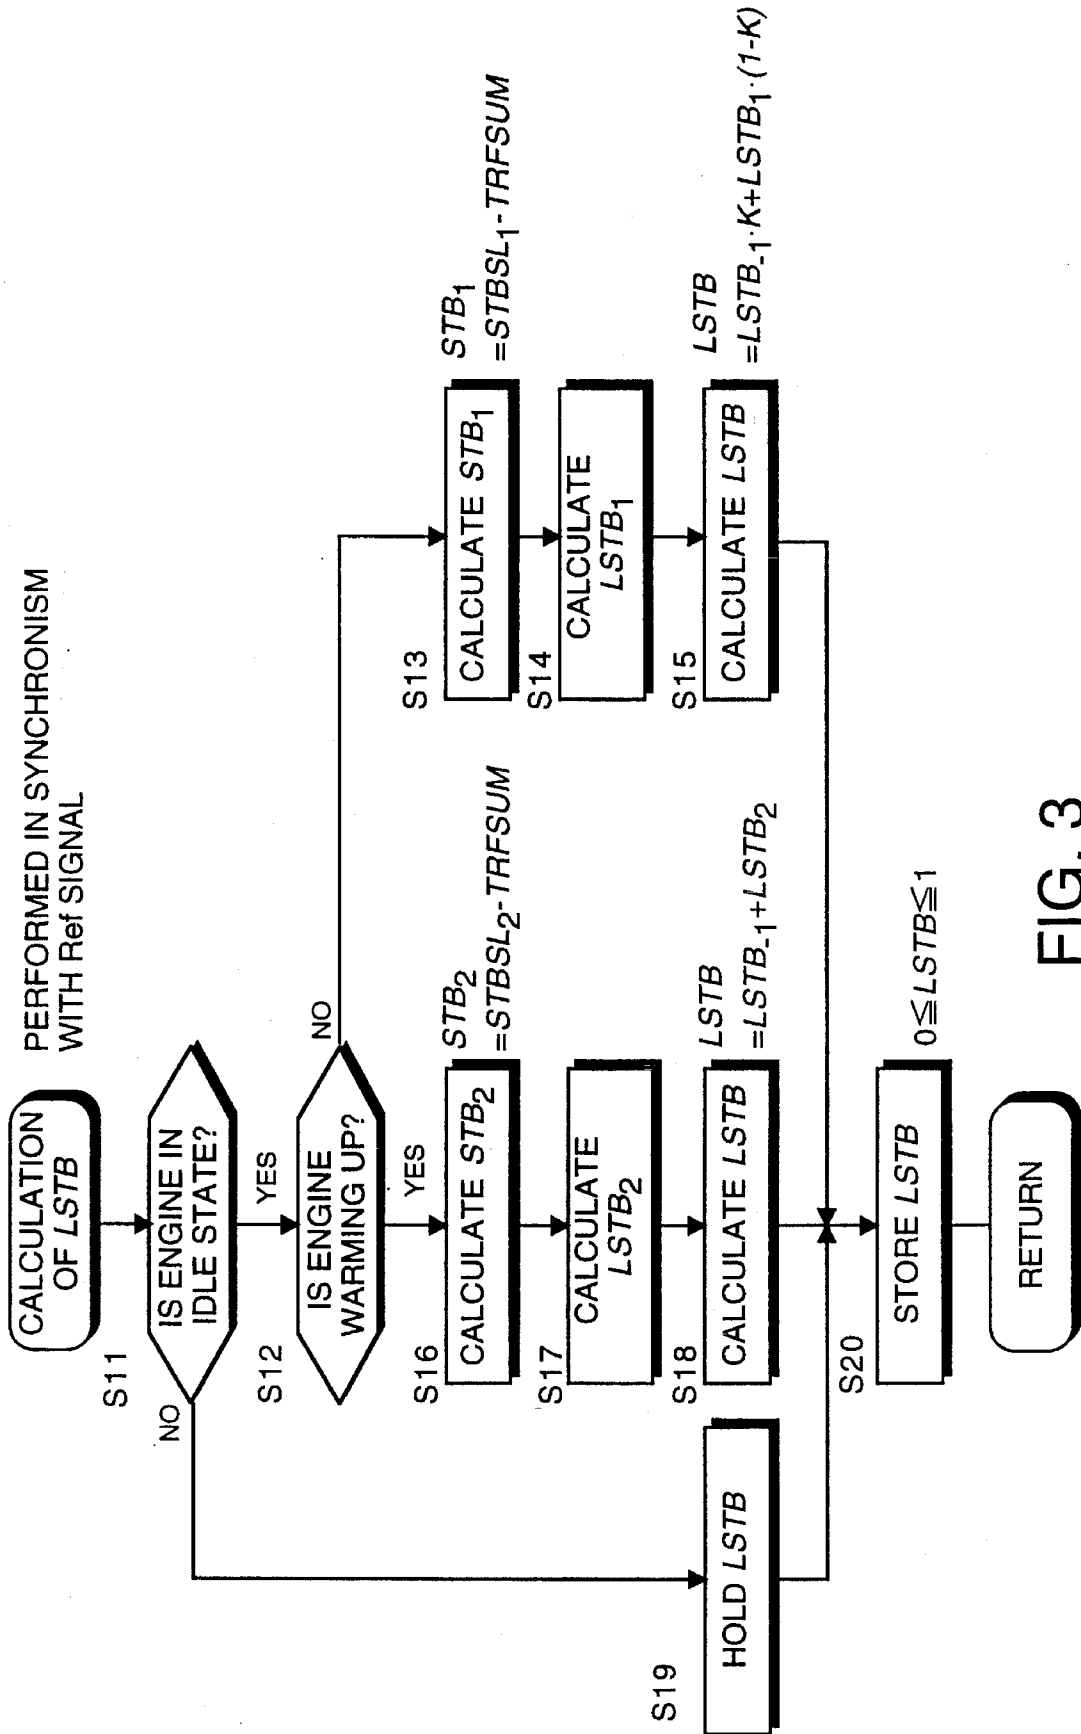 CALCULATION
OF LSTB
PERFORMED IN SYNCHRONISM
WITH Ref SIGNAL
S11
IS ENGINE IN
IDLE STATE?
NO
YES
S12
IS ENGINE
WARMING UP?
NO
YES
S16
CALCULATE STB₂
STB₂
=STBSL₂-TRFSUM
S13
CALCULATE STB₁
STB₁
=STBSL₁-TRFSUM
S17
CALCULATE
LSTB₂
S14
CALCULATE
LSTB₁
S19
HOLD LSTB
S18
CALCULATE LSTB
LSTB
=LSTB₋₁+LSTB₂
S15
CALCULATE LSTB
LSTB
=LSTB₋₁·K+LSTB₁·(1-K)
S20
STORE LSTB
0≦LSTB≦1
RETURN
FIG. 3